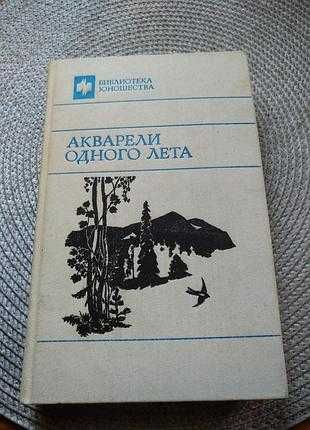 БИБЛИОТЕКА
ЮНОШЕСТВА
АКВАРЕЛИ
ОДНОГО ЛЕТА